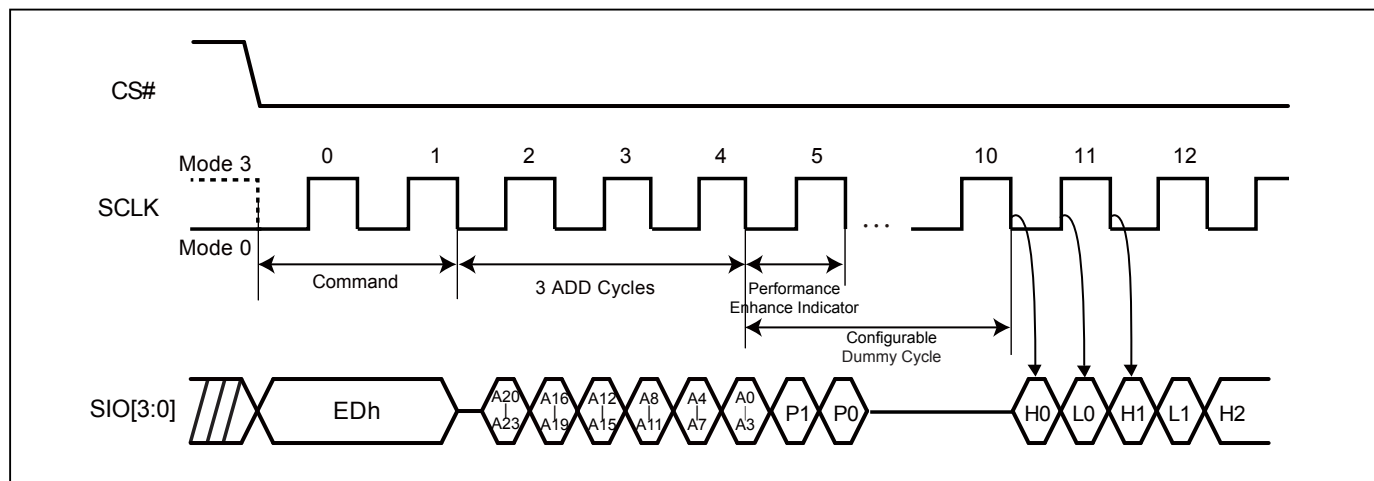 CS#
Mode 3
0 1 2 3 4 5 10 11 12
SCLK
...
Mode 0
Command
3 ADD Cycles
Performance
Enhance Indicator
Configurable
Dummy Cycle
SIO[3:0]
EDh
A20
|
A23
A16
|
A19
A12
|
A15
A8
|
A11
A4
|
A7
A0
|
A3
P1
P0
H0
L0
H1
L1
H2